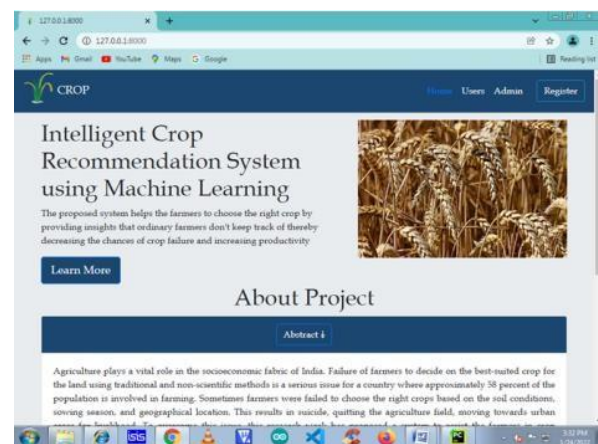 127.0.0.1:8000
127.0.0.1:8000
Apps Gmail YouTube Maps Google Reading list
CROP Home Users Admin Register
Intelligent Crop
Recommendation System
using Machine Learning
The proposed system helps the farmers to choose the right crop by
providing insights that ordinary farmers don't keep track of thereby
decreasing the chances of crop failure and increasing productivity
Learn More
About Project
Abstract ↓
Agriculture plays a vital role in the socioeconomic fabric of India. Failure of farmers to decide on the best-suited crop for
the land using traditional and non-scientific methods is a serious issue for a country where approximately 58 percent of the
population is involved in farming. Sometimes farmers were failed to choose the right crops based on the soil conditions,
sowing season, and geographical location. This results in suicide, quitting the agriculture field, moving towards urban
isis
3:32 PM